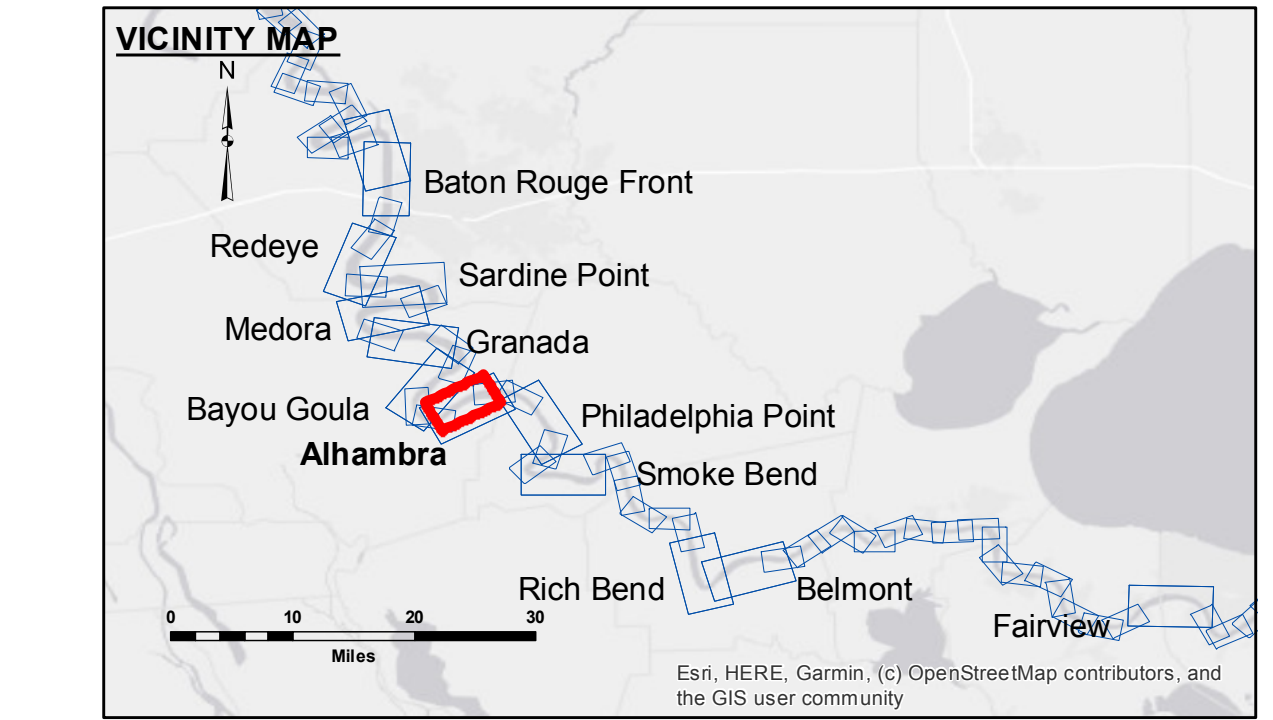 VICINITY MAP
N
Baton Rouge Front
Redeye
Sardine Point
Medora
Granada
Bayou Goula
Philadelphia Point
Alhambra
Smoke Bend
Rich Bend
Belmont
Fairview
0 10 20 30
Miles
Esri, HERE, Garmin, (c) OpenStreetMap contributors, and
the GIS user community